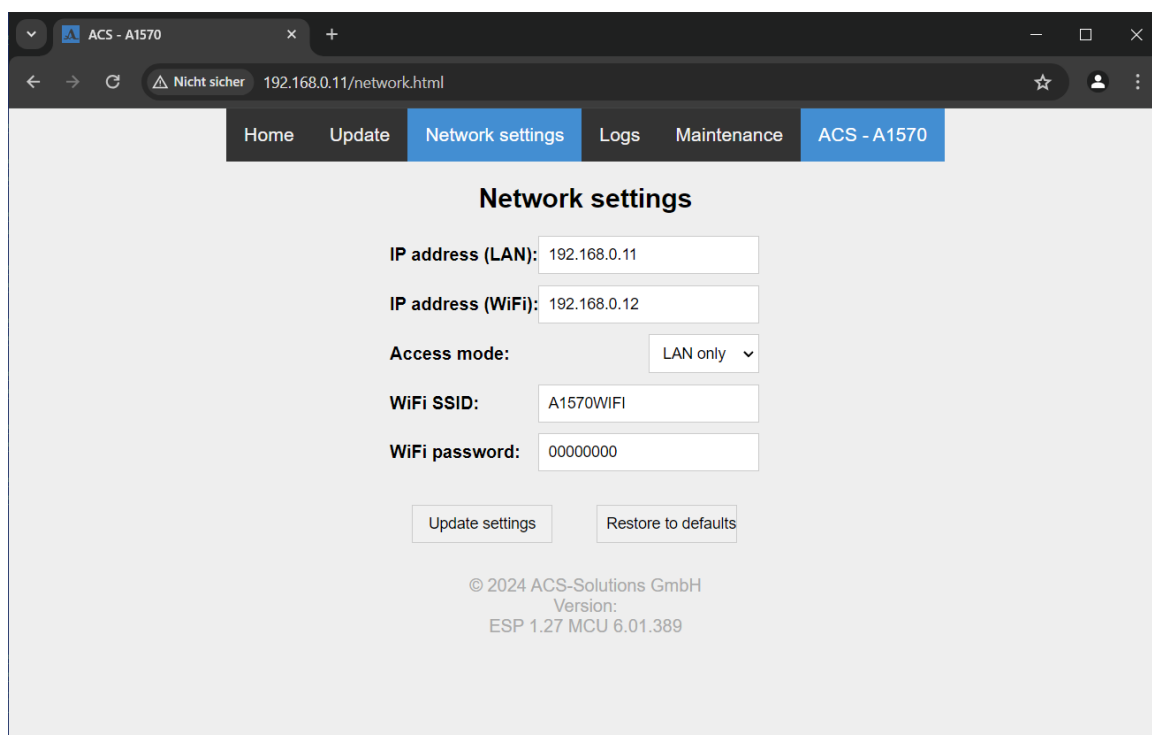 ACS - A1570
Nicht sicher 192.168.0.11/network.html
Home Update Network settings Logs Maintenance ACS - A1570
Network settings
IP address (LAN): 192.168.0.11
IP address (WiFi): 192.168.0.12
Access mode: LAN only
WiFi SSID: A1570WIFI
WiFi password: 00000000
Update settings Restore to defaults
© 2024 ACS-Solutions GmbH
Version:
ESP 1.27 MCU 6.01.389